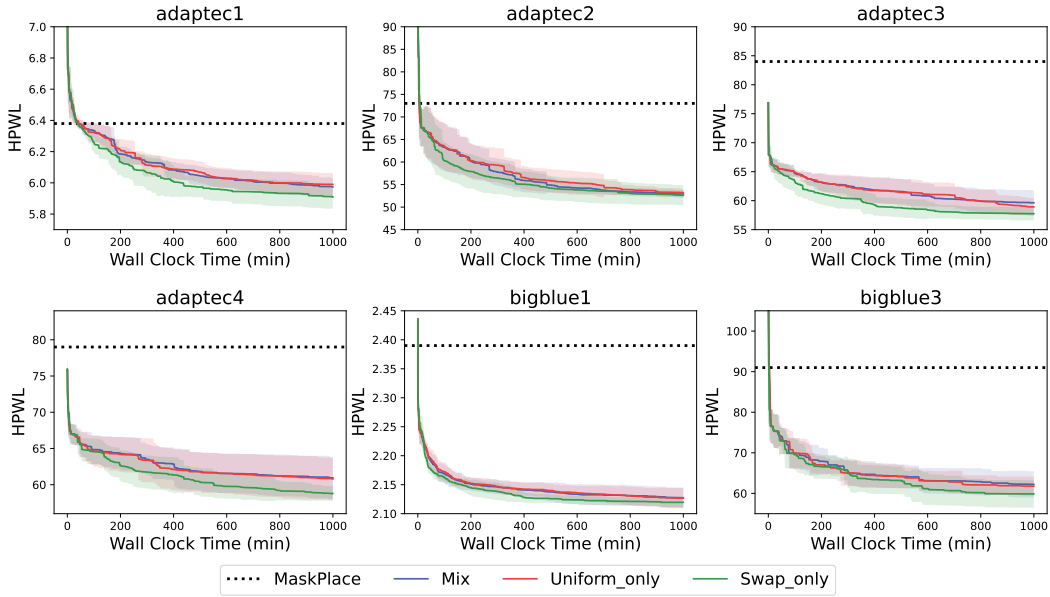 adaptec1
adaptec2
adaptec3
HPWL
7.0
6.8
6.6
6.4
6.2
6.0
5.8
0 200 400 600 800 1000
Wall Clock Time (min)
HPWL
90
85
80
75
70
65
60
55
50
45
0 200 400 600 800 1000
Wall Clock Time (min)
HPWL
90
85
80
75
70
65
60
55
0 200 400 600 800 1000
Wall Clock Time (min)
adaptec4
bigblue1
bigblue3
HPWL
80
75
70
65
60
0 200 400 600 800 1000
Wall Clock Time (min)
HPWL
2.45
2.40
2.35
2.30
2.25
2.20
2.15
2.10
0 200 400 600 800 1000
Wall Clock Time (min)
HPWL
100
90
80
70
60
0 200 400 600 800 1000
Wall Clock Time (min)
MaskPlace Mix Uniform_only Swap_only